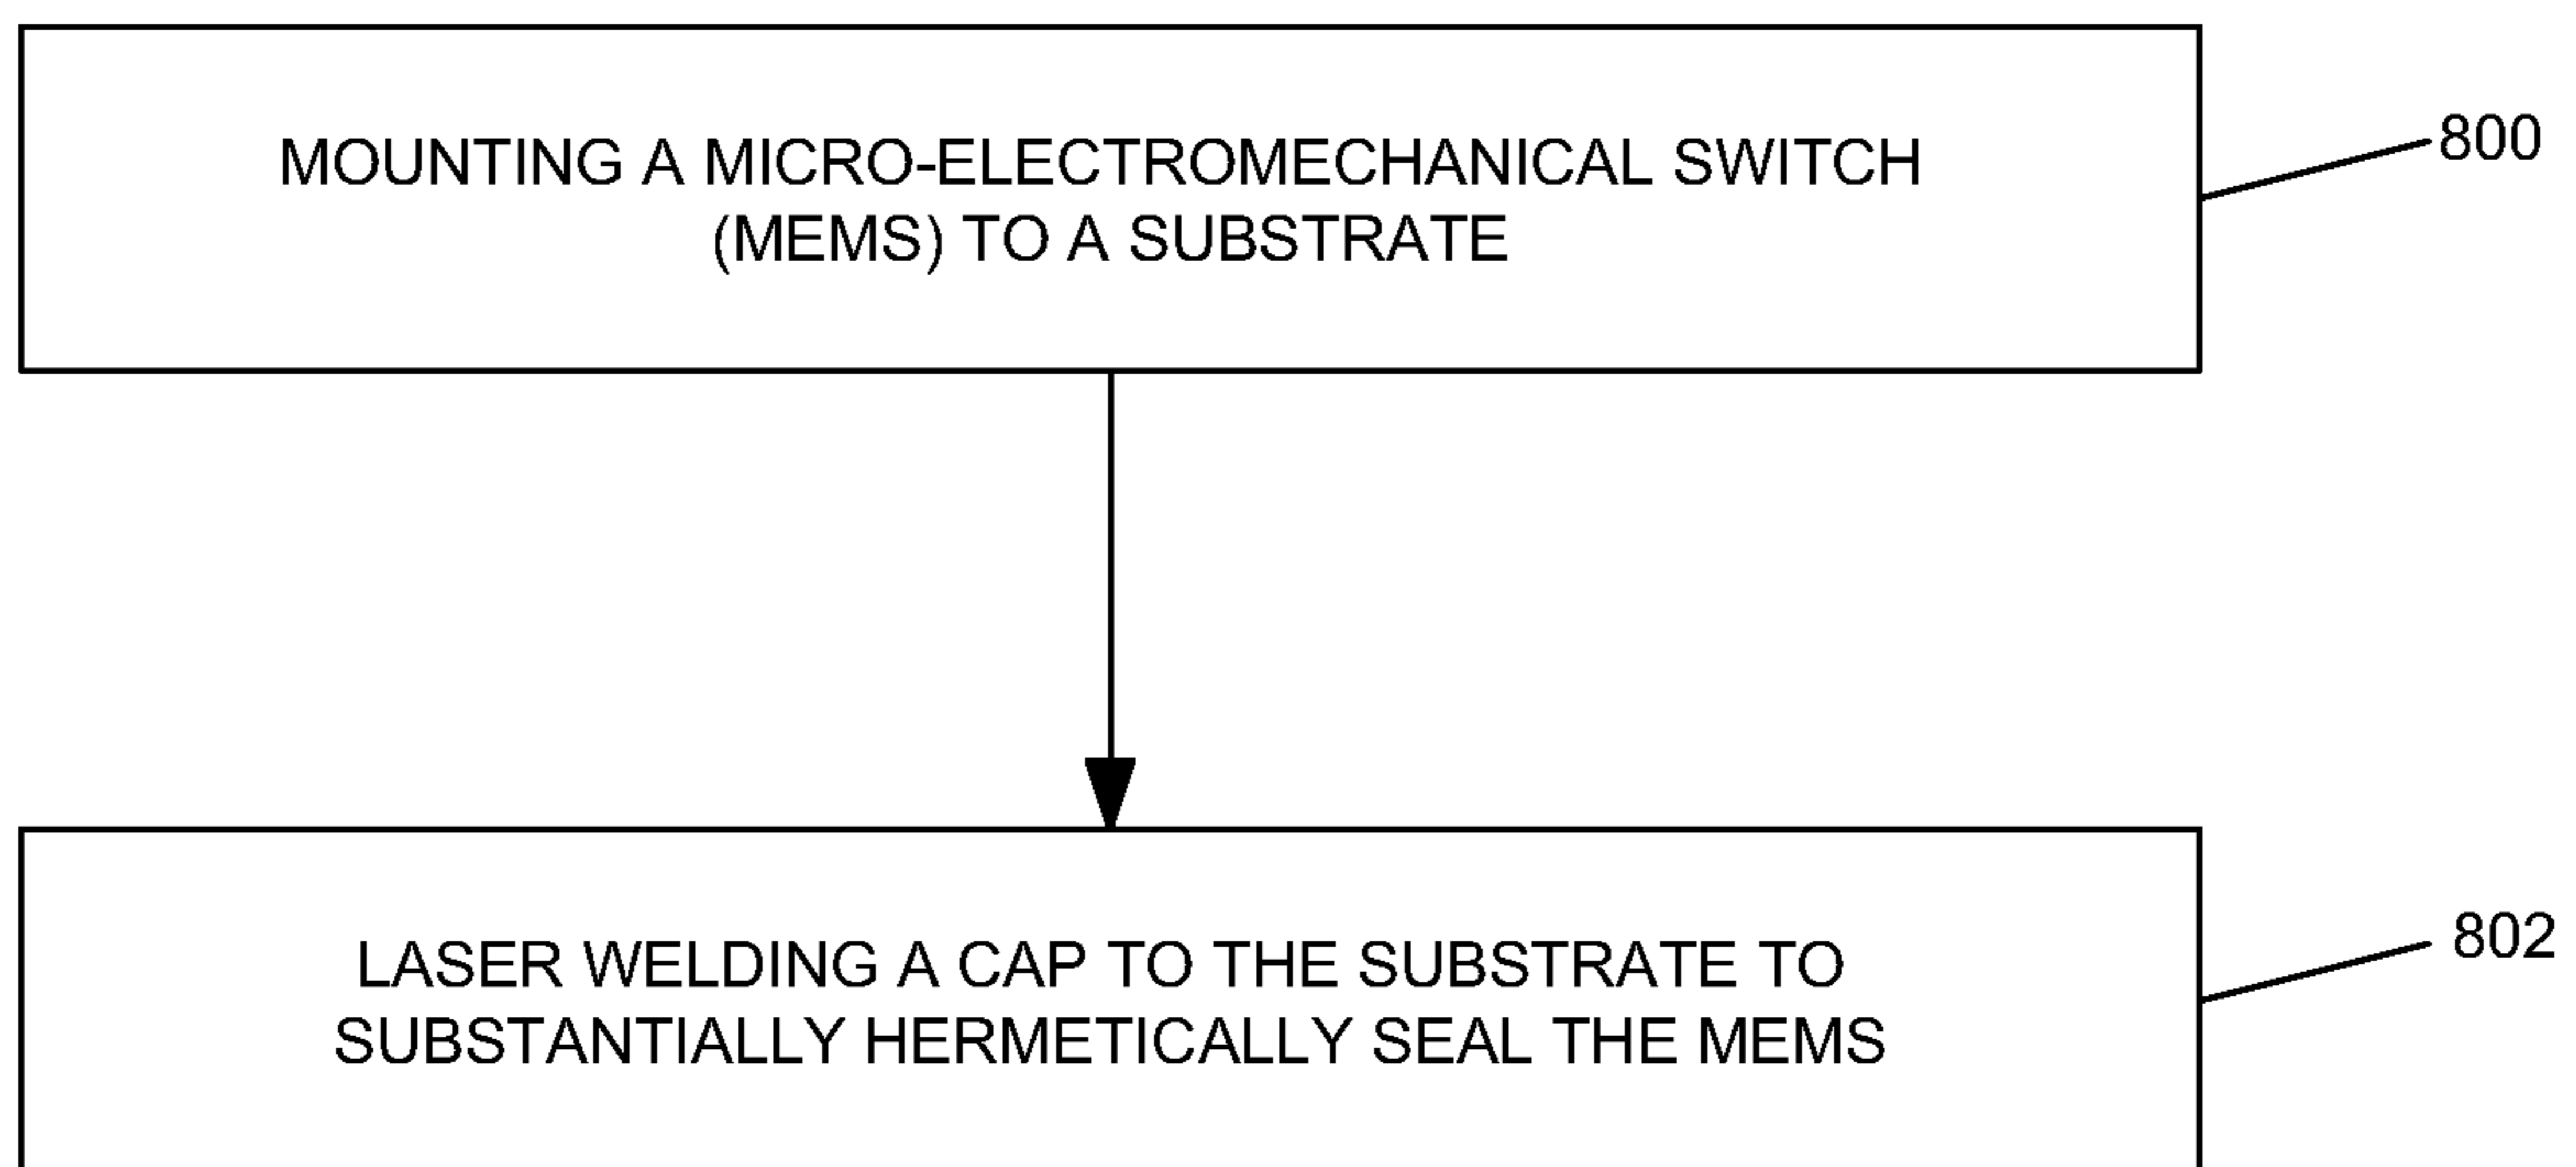 MOUNTING A MICRO-ELECTROMECHANICAL SWITCH
(MEMS) TO A SUBSTRATE
800
LASER WELDING A CAP TO THE SUBSTRATE TO
SUBSTANTIALLY HERMETICALLY SEAL THE MEMS
802